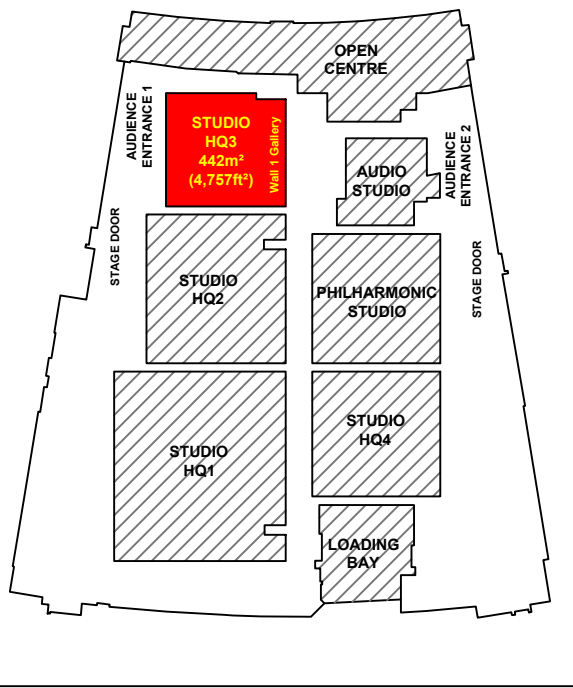 OPEN
CENTRE
AUDIENCE
ENTRANCE 1
STUDIO
HQ3
442m²
(4,757ft²)
Wall 1 Gallery
AUDIO
STUDIO
AUDIENCE
ENTRANCE 2
STAGE DOOR
STUDIO
HQ2
PHILHARMONIC
STUDIO
STAGE DOOR
STUDIO
HQ1
STUDIO
HQ4
LOADING
BAY